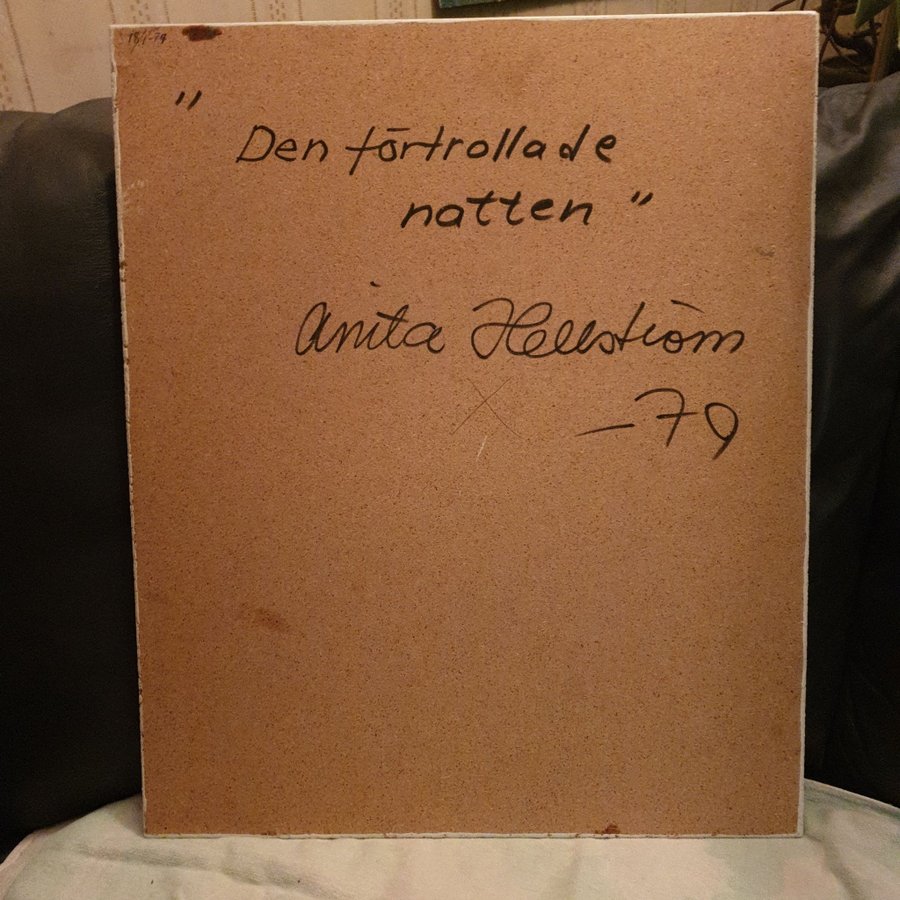 "
Den förtrollade
natten"
Anita Hellström
-79